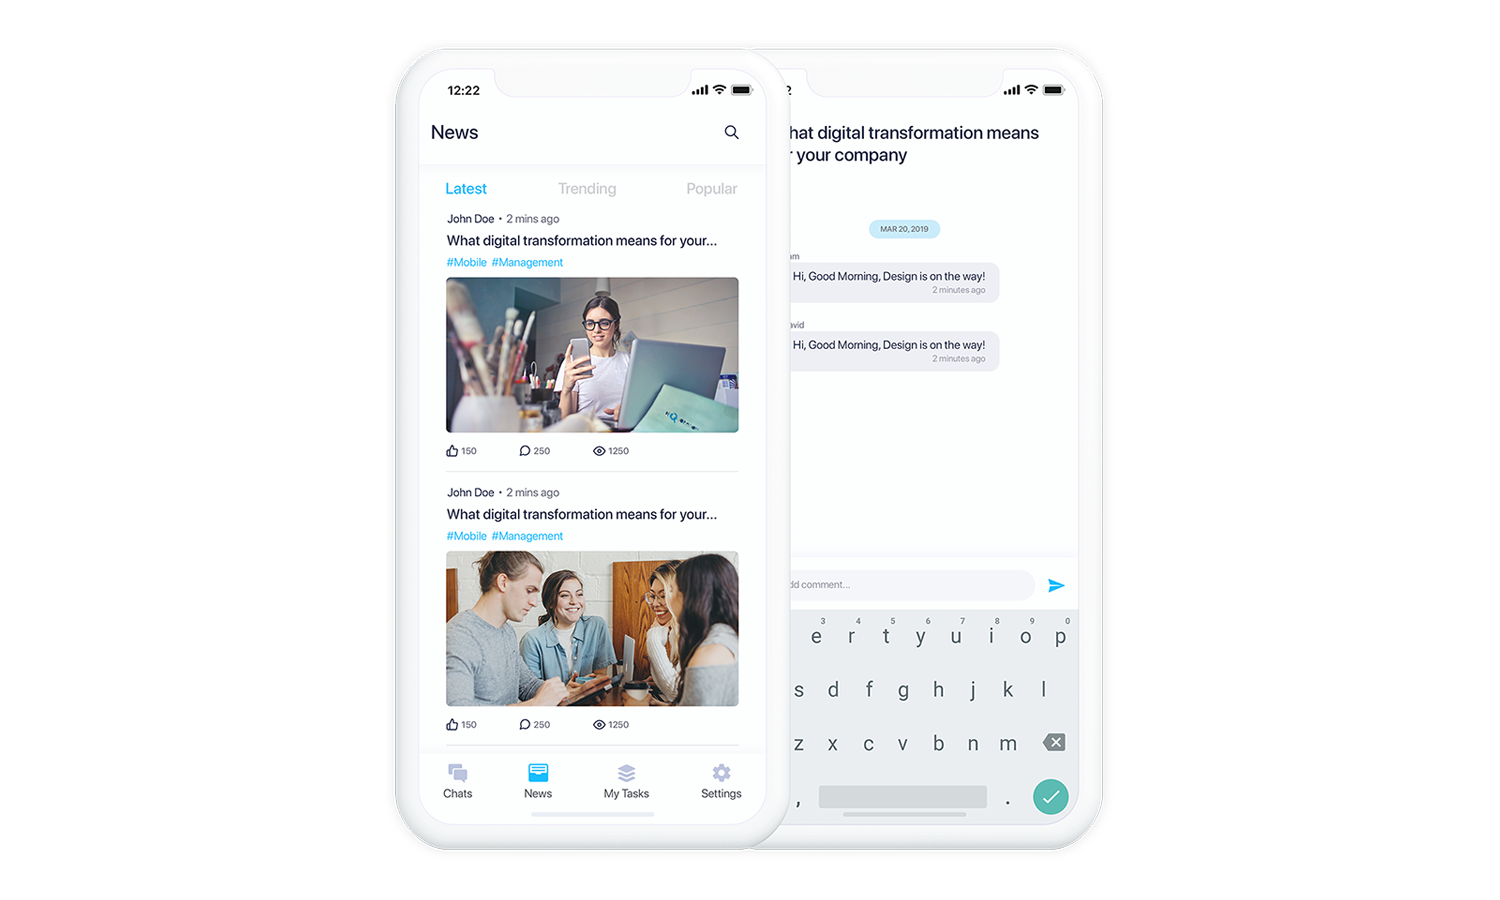 12:22
News
Latest Trending Popular
John Doe • 2 mins ago
What digital transformation means for your...
#Mobile #Management
150 250 1250
John Doe • 2 mins ago
What digital transformation means for your...
#Mobile #Management
150 250 1250
Chats News My Tasks Settings
2
hat digital transformation means
r your company
MAR 20, 2019
am
Hi, Good Morning, Design is on the way!
2 minutes ago
avid
Hi, Good Morning, Design is on the way!
2 minutes ago
dd comment...
3 4 5 6 7 8 9 0
e r t y u i o p
s d f g h j k l
z x c v b n m
, .